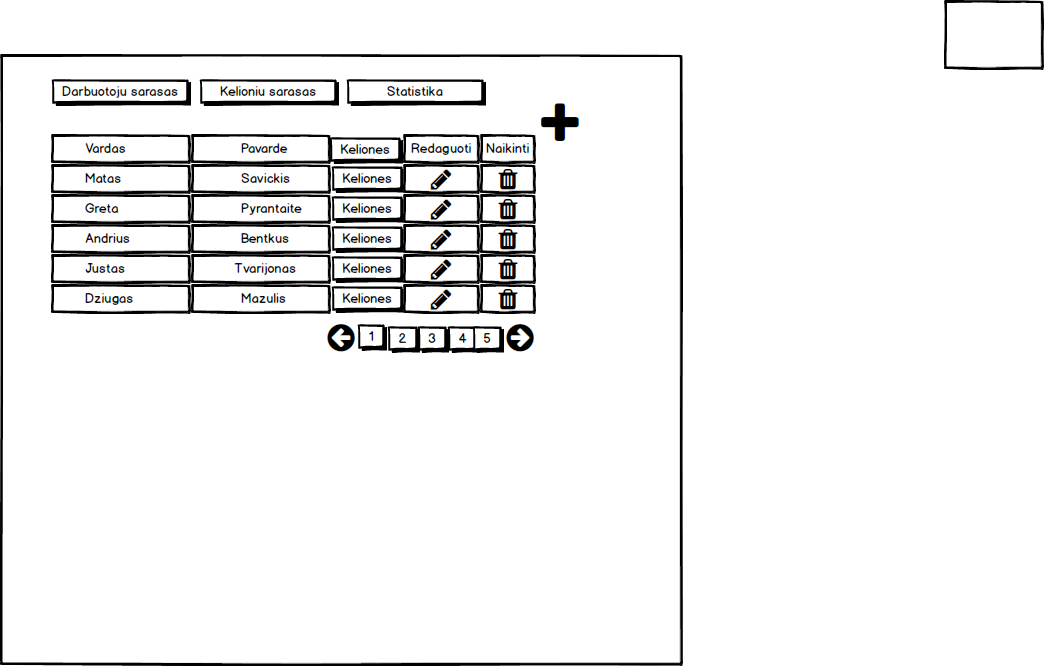 Darbuotoju sarasas Kelioniu sarasas Statistika
Vardas Pavarde Keliones Redaguoti Naikinti
Matas Savickis Keliones
Greta Pyrantaite Keliones
Andrius Bentkus Keliones
Justas Tvarijonas Keliones
Dziugas Mazulis Keliones
1 2 3 4 5